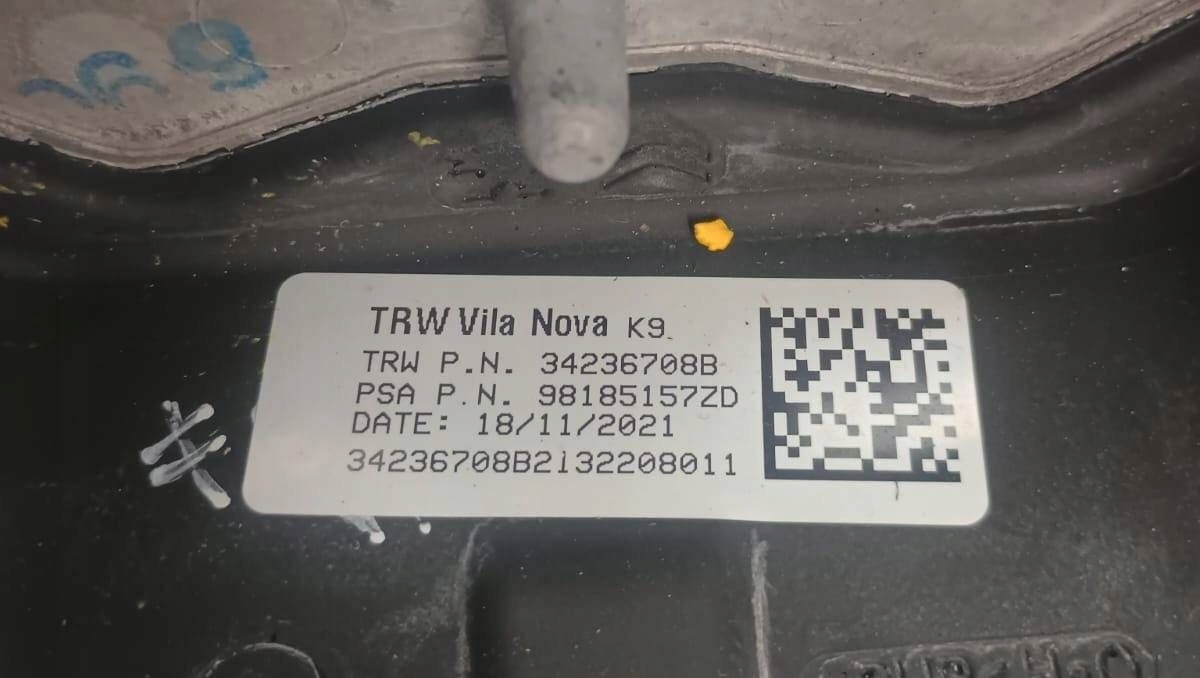 TRW Vila Nova K9
TRW P.N. 34236708B
PSA P.N. 98185157ZD
DATE: 18/11/2021
34236708B2132208011